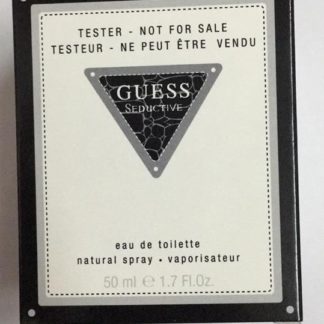 TESTER - NOT FOR SALE
TESTEUR - NE PEUT ÊTRE VENDU
GUESS
SEDUCTIVE
eau de toilette
natural spray • vaporisateur
50 ml ℮ 1.7 Fl.Oz.